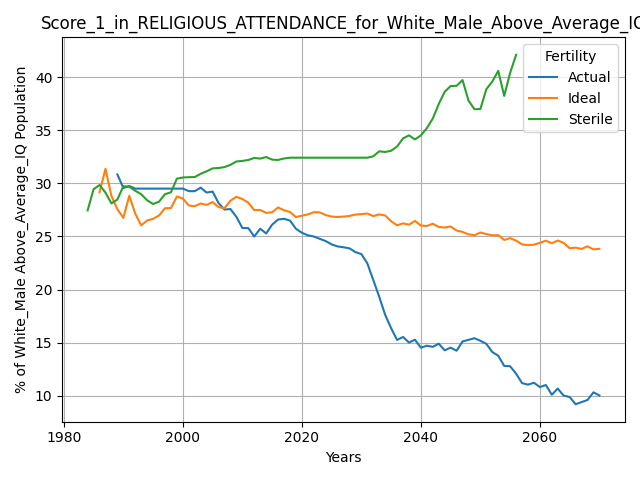 Score_1_in_RELIGIOUS_ATTENDANCE_for_White_Male_Above_Average_IQ
Fertility
Actual
Ideal
Sterile
% of White_Male Above_Average_IQ Population
40
35
30
25
20
15
10
1980
2000
2020
2040
2060
Years